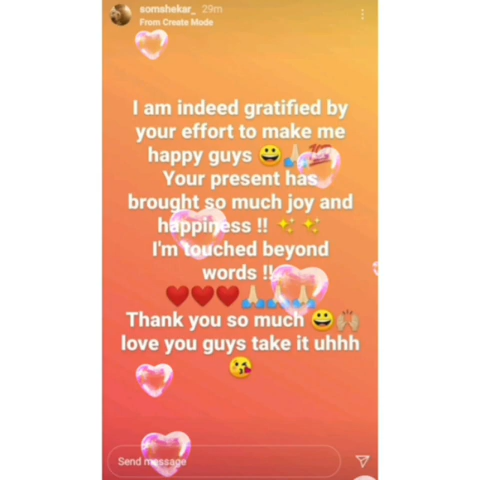 somshekar_ 29m
From Create Mode
I am indeed gratified by
your effort to make me
happy guys 😀🙏🏻💯
Your present has
brought so much joy and
happiness !! ✨ ✨
I'm touched beyond
words !!
❤️❤️❤️🙏🏻🙏🏻🙏🏻
Thank you so much 😀🙌🏼
love you guys take it uhhh
😘
Send message